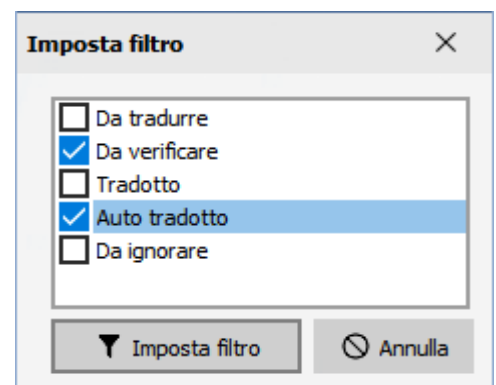 Imposta filtro
Da tradurre
Da verificare
Tradotto
Auto tradotto
Da ignorare
Imposta filtro Annulla